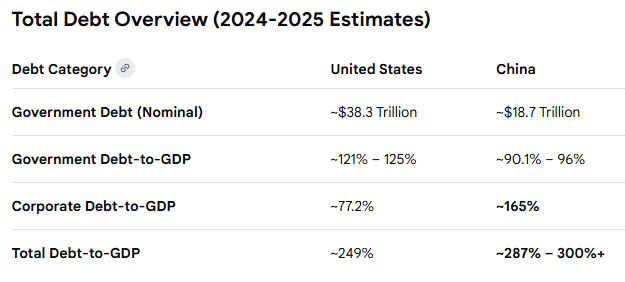 Total Debt Overview (2024-2025 Estimates)
Debt Category United States China
Government Debt (Nominal) ~$38.3 Trillion ~$18.7 Trillion
Government Debt-to-GDP ~121% – 125% ~90.1% – 96%
Corporate Debt-to-GDP ~77.2% ~165%
Total Debt-to-GDP ~249% ~287% – 300%+